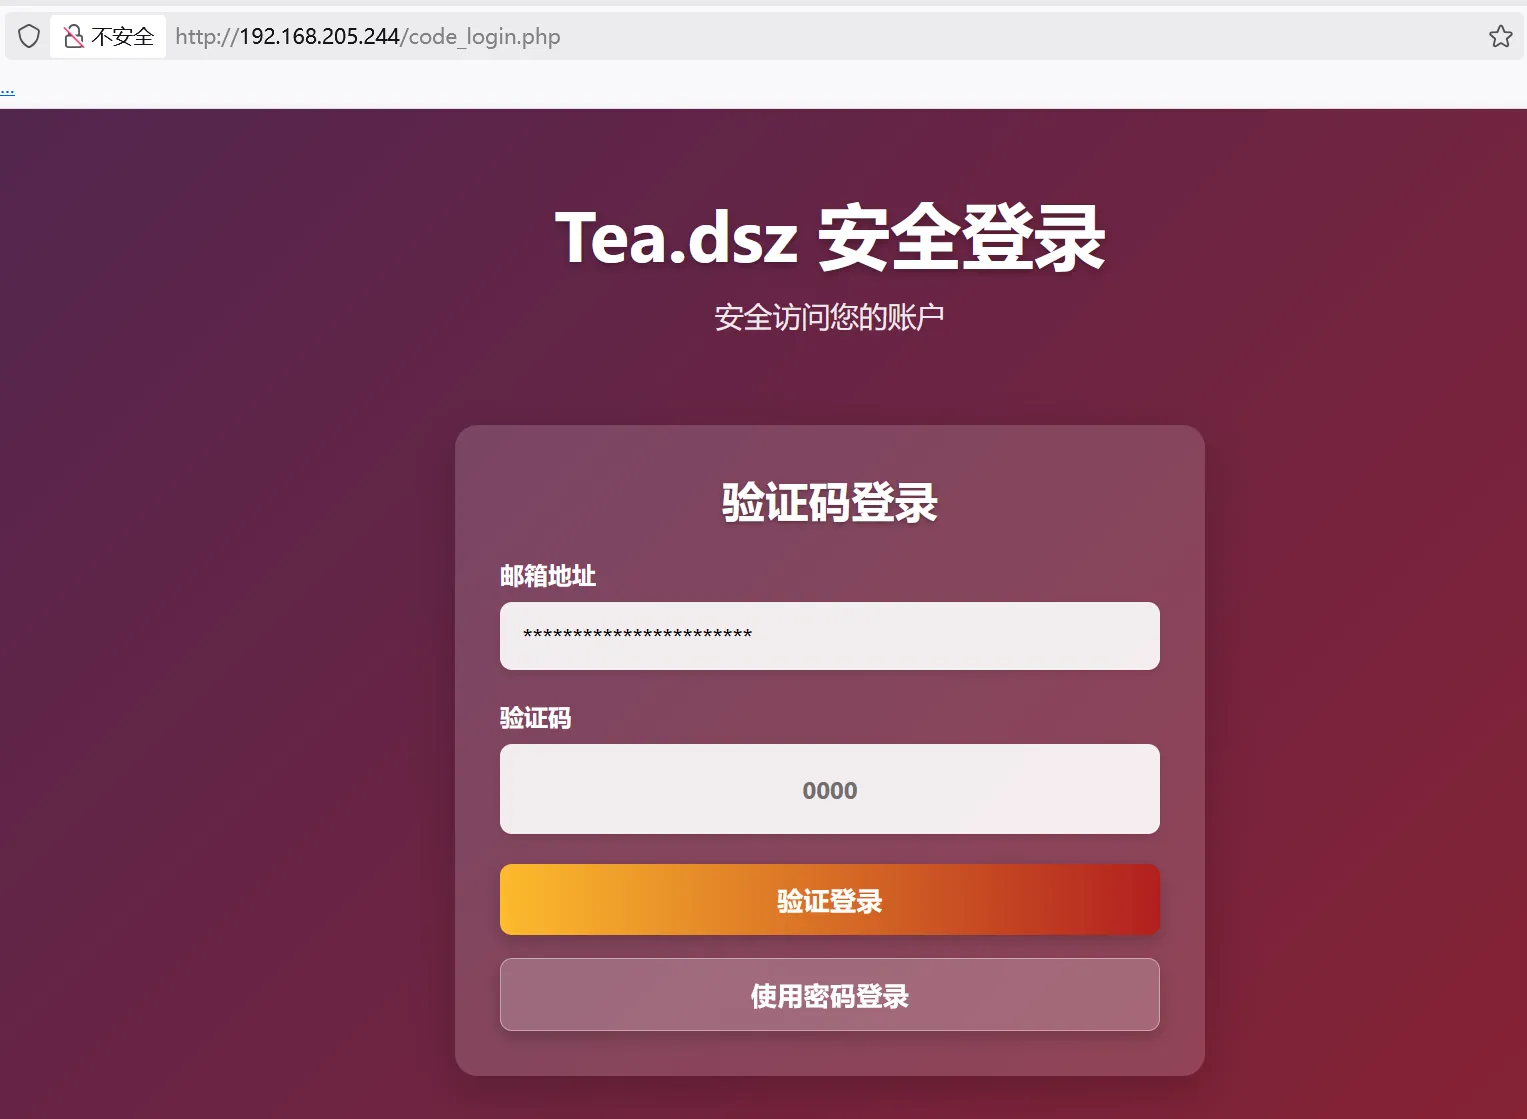 不安全 http://192.168.205.244/code_login.php
...
Tea.dsz 安全登录
安全访问您的账户
验证码登录
邮箱地址
***********************
验证码
0000
验证登录
使用密码登录